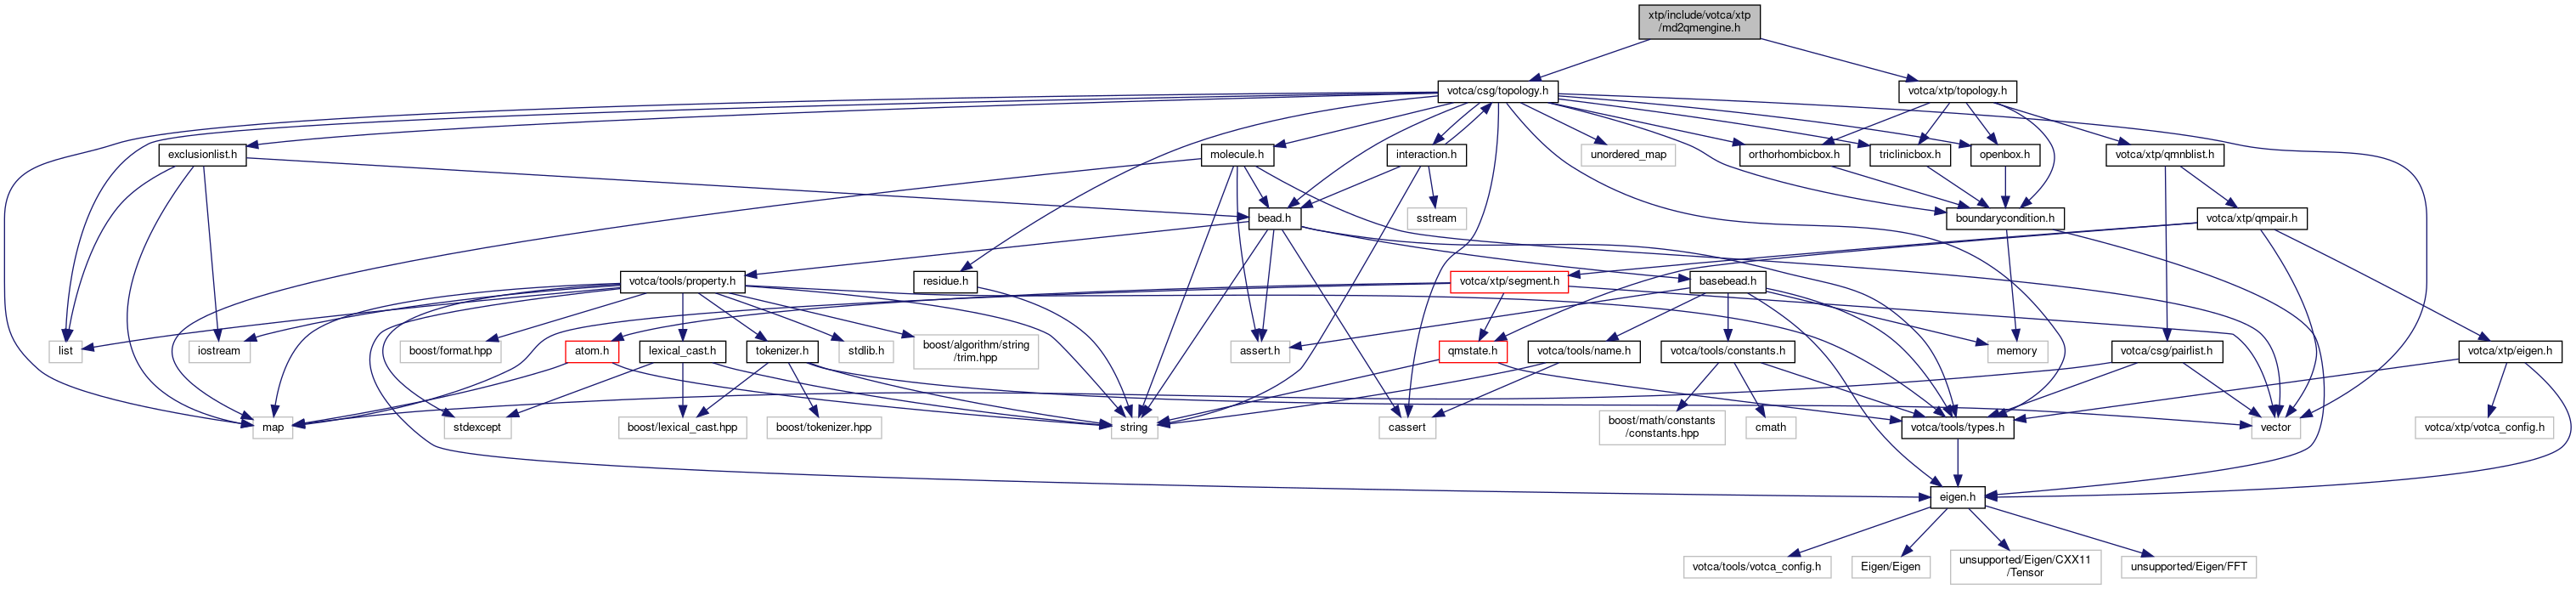 xtp/include/votca/xtp
/md2qmengine.h
votca/csg/topology.h
votca/xtp/topology.h
exclusionlist.h
molecule.h
interaction.h
unordered_map
orthorhombicbox.h
triclinicbox.h
openbox.h
votca/xtp/qmnblist.h
bead.h
sstream
boundarycondition.h
votca/xtp/qmpair.h
votca/tools/property.h
residue.h
votca/xtp/segment.h
basebead.h
list
iostream
boost/format.hpp
atom.h
lexical_cast.h
tokenizer.h
stdlib.h
boost/algorithm/string
/trim.hpp
assert.h
qmstate.h
votca/tools/name.h
votca/tools/constants.h
memory
votca/csg/pairlist.h
votca/xtp/eigen.h
map
stdexcept
boost/lexical_cast.hpp
boost/tokenizer.hpp
string
cassert
boost/math/constants
/constants.hpp
cmath
votca/tools/types.h
vector
votca/xtp/votca_config.h
eigen.h
votca/tools/votca_config.h
Eigen/Eigen
unsupported/Eigen/CXX11
/Tensor
unsupported/Eigen/FFT